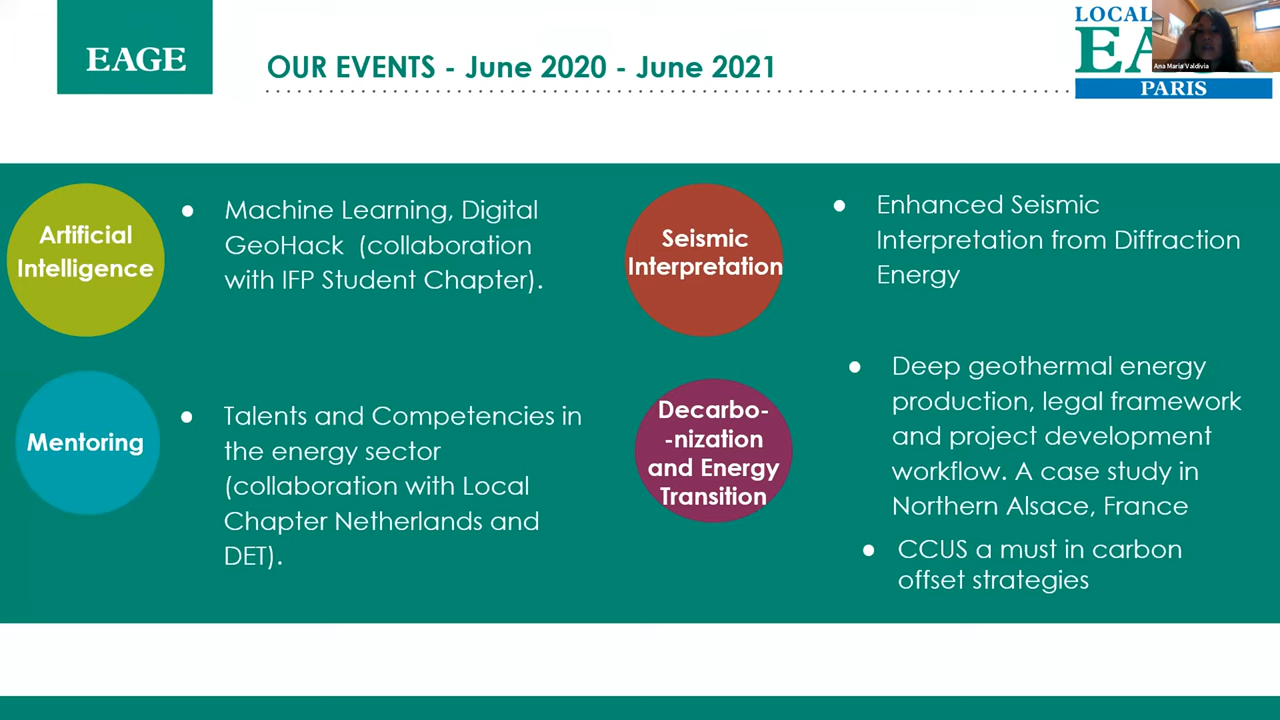 EAGE
OUR EVENTS - June 2020 - June 2021
LOCAL
EA
Ana Maria Valdivia
PARIS
Artificial
Intelligence
● Machine Learning, Digital
GeoHack (collaboration
with IFP Student Chapter).
Mentoring
● Talents and Competencies in
the energy sector
(collaboration with Local
Chapter Netherlands and
DET).
Seismic
Interpretation
● Enhanced Seismic
Interpretation from Diffraction
Energy
Decarbo-
-nization
and Energy
Transition
● Deep geothermal energy
production, legal framework
and project development
workflow. A case study in
Northern Alsace, France
● CCUS a must in carbon
offset strategies